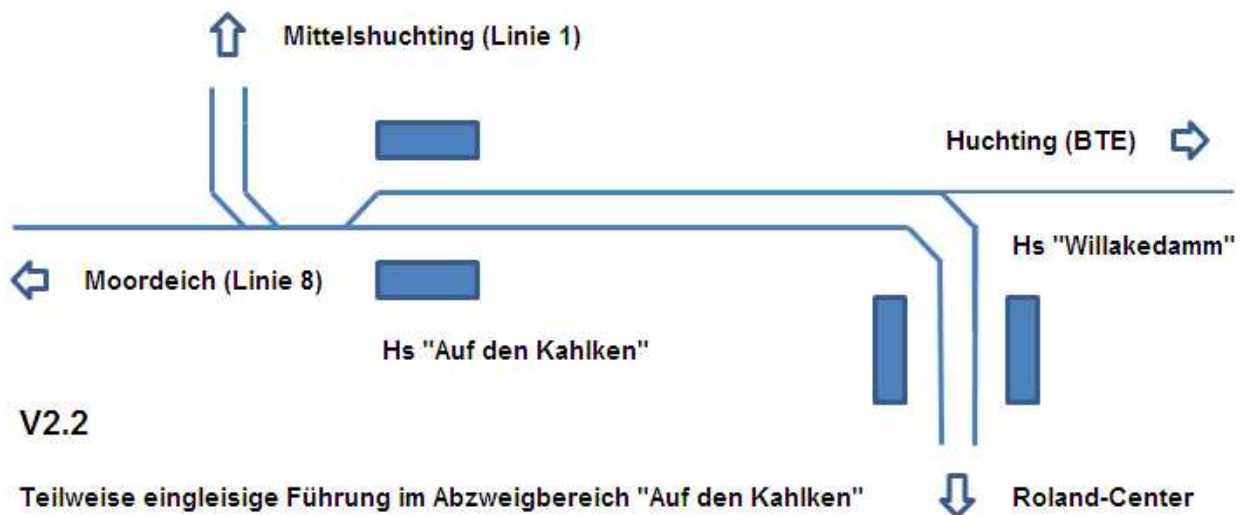 Mittelshuchting (Linie 1)
Huchting (BTE)
Hs "Willakedamm"
Moordeich (Linie 8)
Hs "Auf den Kahlken"
V2.2
Teilweise eingleisige Führung im Abzweigbereich "Auf den Kahlken"
Roland-Center